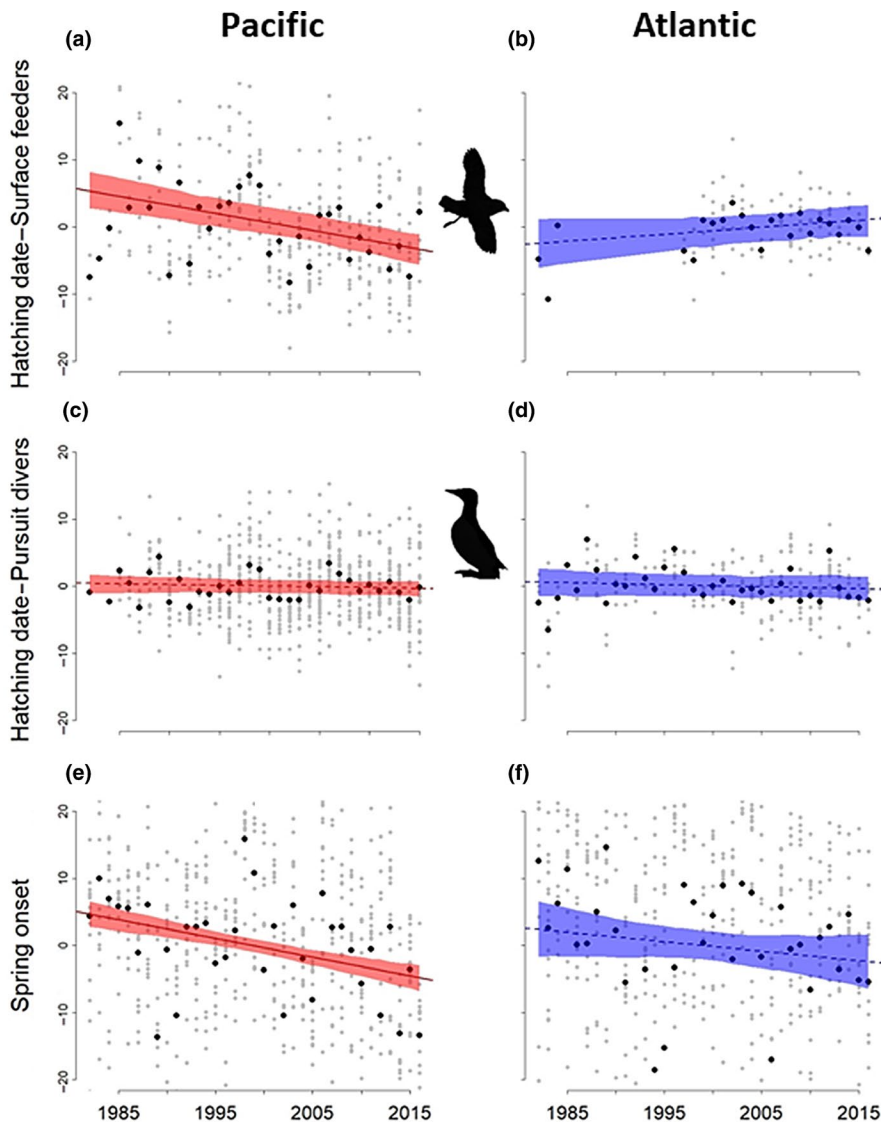 Pacific
Atlantic
(a)
(b)
Hatching date–Surface feeders
20
10
0
−10
−20
(c)
(d)
Hatching date–Pursuit divers
20
10
0
−10
−20
(e)
(f)
Spring onset
20
10
0
−10
−20
1985 1995 2005 2015
1985 1995 2005 2015